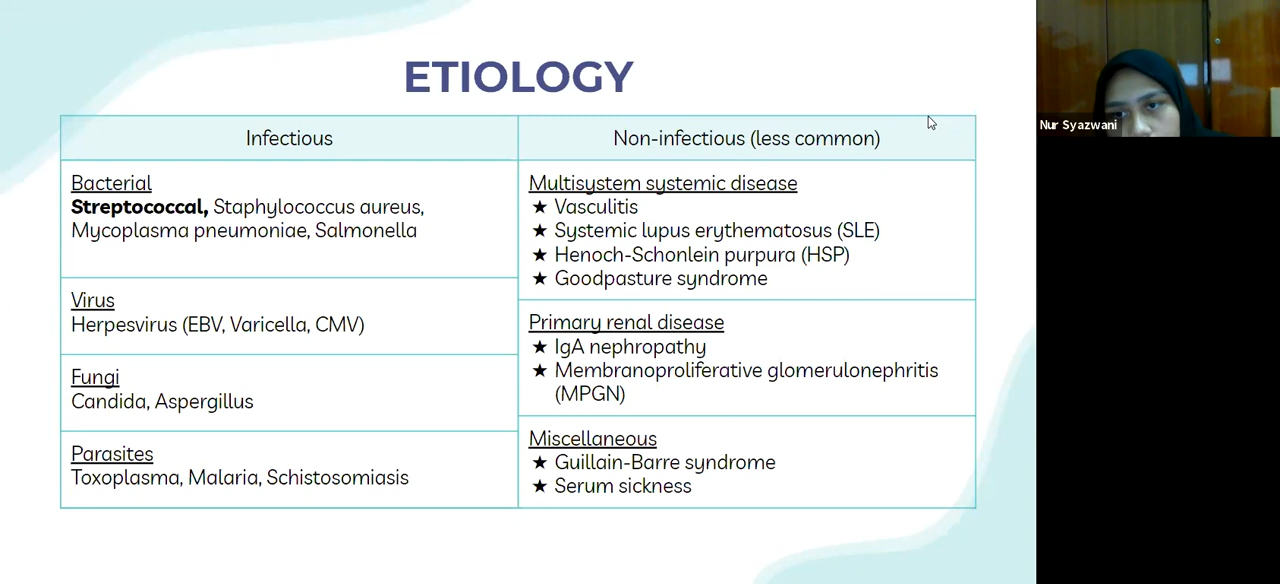 ETIOLOGY
Infectious
Non-infectious (less common)
Bacterial
Streptococcal, Staphylococcus aureus,
Mycoplasma pneumoniae, Salmonella
Virus
Herpesvirus (EBV, Varicella, CMV)
Fungi
Candida, Aspergillus
Parasites
Toxoplasma, Malaria, Schistosomiasis
Multisystem systemic disease
★ Vasculitis
★ Systemic lupus erythematosus (SLE)
★ Henoch-Schonlein purpura (HSP)
★ Goodpasture syndrome
Primary renal disease
★ IgA nephropathy
★ Membranoproliferative glomerulonephritis
(MPGN)
Miscellaneous
★ Guillain-Barre syndrome
★ Serum sickness
Nur Syazwani